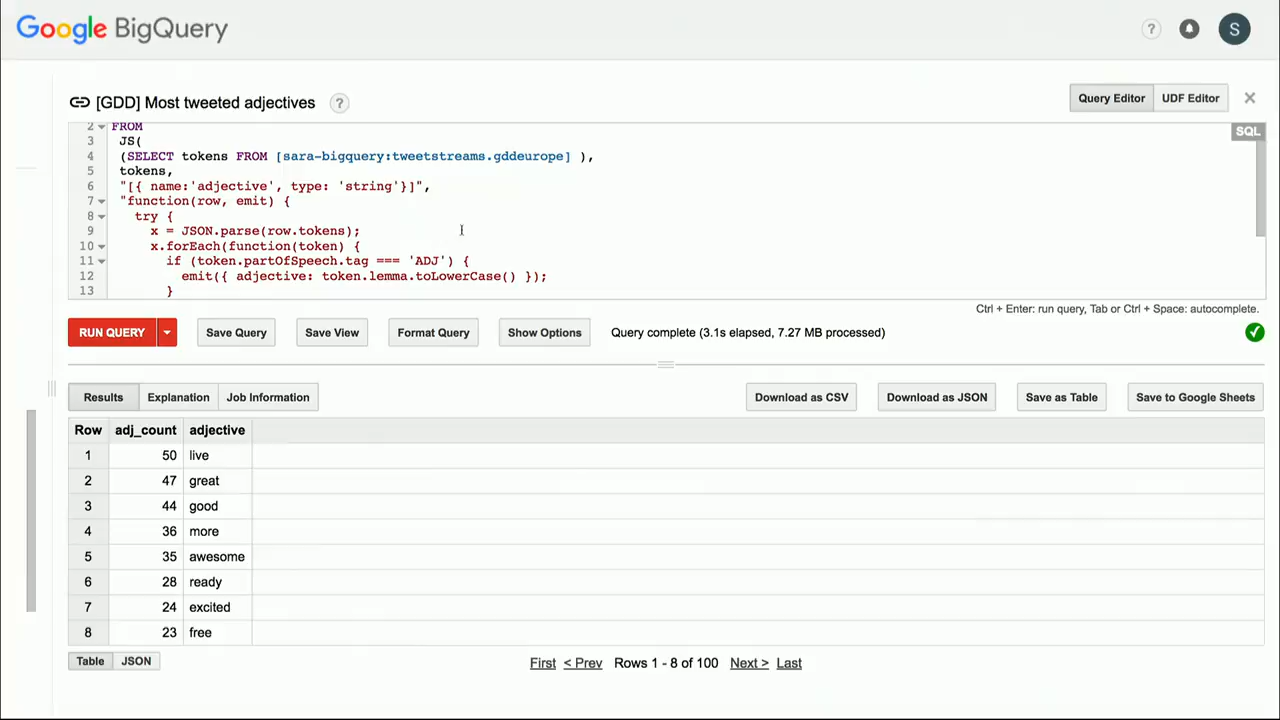 Google BigQuery
? S
[GDD] Most tweeted adjectives ?
Query Editor UDF Editor ×
SQL
2 FROM
3 JS(
4 (SELECT tokens FROM [sara-bigquery:tweetstreams.gddeurope] ),
5 tokens,
6 "[{ name:'adjective', type: 'string'}]",
7 "function(row, emit) {
8 try {
9 x = JSON.parse(row.tokens);
10 x.forEach(function(token) {
11 if (token.partOfSpeech.tag === 'ADJ') {
12 emit({ adjective: token.lemma.toLowerCase() });
13 }
Ctrl + Enter: run query, Tab or Ctrl + Space: autocomplete.
RUN QUERY Save Query Save View Format Query Show Options Query complete (3.1s elapsed, 7.27 MB processed)
Results Explanation Job Information Download as CSV Download as JSON Save as Table Save to Google Sheets
Row adj_count adjective
1 50 live
2 47 great
3 44 good
4 36 more
5 35 awesome
6 28 ready
7 24 excited
8 23 free
Table JSON First < Prev Rows 1 - 8 of 100 Next > Last